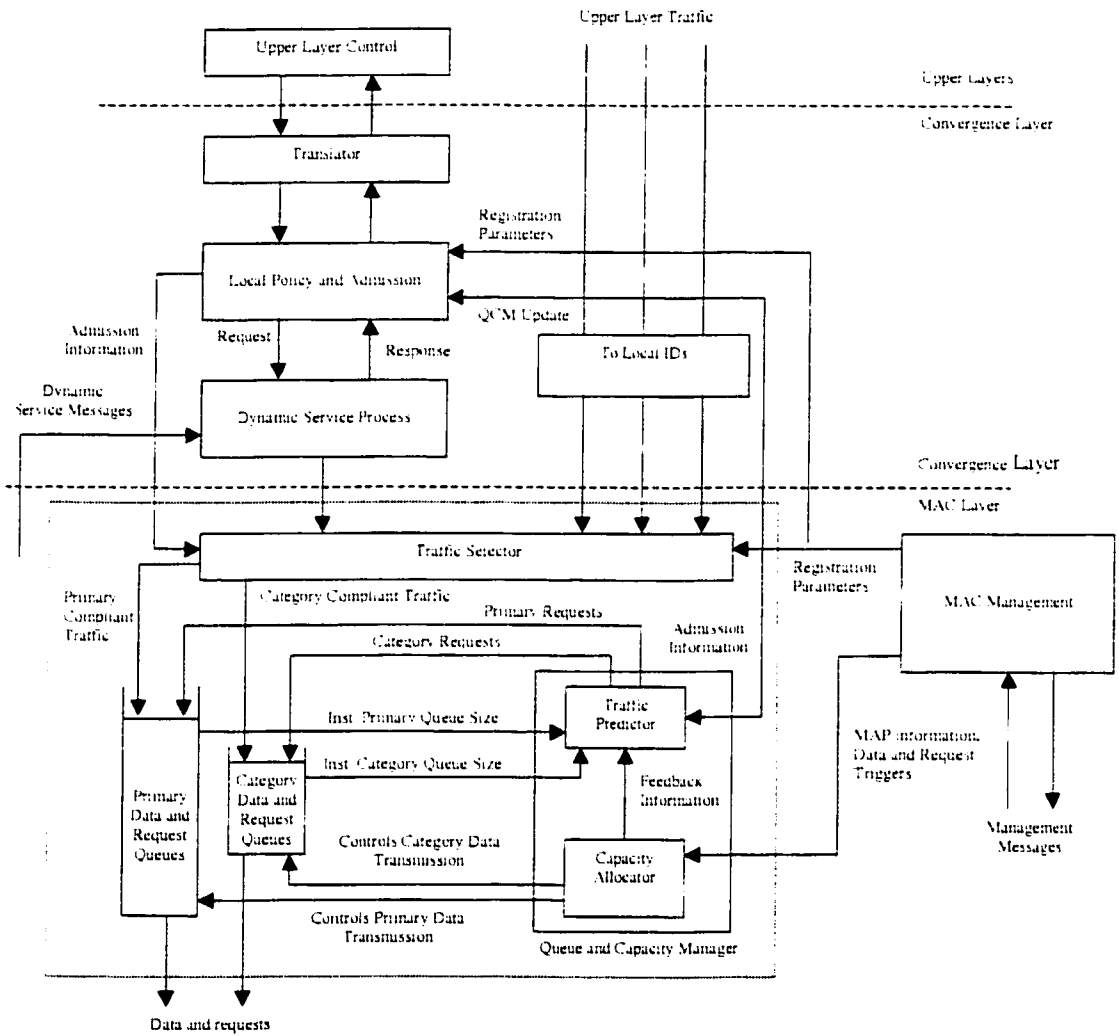 Upper Layer Traffic
Upper Layer Control
Upper Layers
Convergence Layer
Translator
Registration
Parameters
Local Policy and Admission
QCM Update
Admission
Information
Request
Response
To Local IDs
Dynamic
Service Messages
Dynamic Service Process
Convergence Layer
MAC Layer
Traffic Selector
Registration
Parameters
MAC Management
Primary
Compliant
Traffic
Category Compliant Traffic
Primary Requests
Category Requests
Admission
Information
Traffic
Predictor
Inst. Primary Queue Size
Inst. Category Queue Size
MAP information,
Data and Request
Triggers
Feedback
Information
Primary
Data and
Request
Queues
Category
Data and
Request
Queues
Controls Category Data
Transmission
Capacity
Allocator
Management
Messages
Controls Primary Data
Transmission
Queue and Capacity Manager
Data and requests